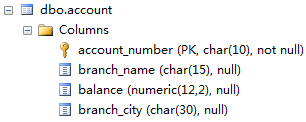 dbo.account
Columns
account_number (PK, char(10), not null)
branch_name (char(15), null)
balance (numeric(12,2), null)
branch_city (char(30), null)